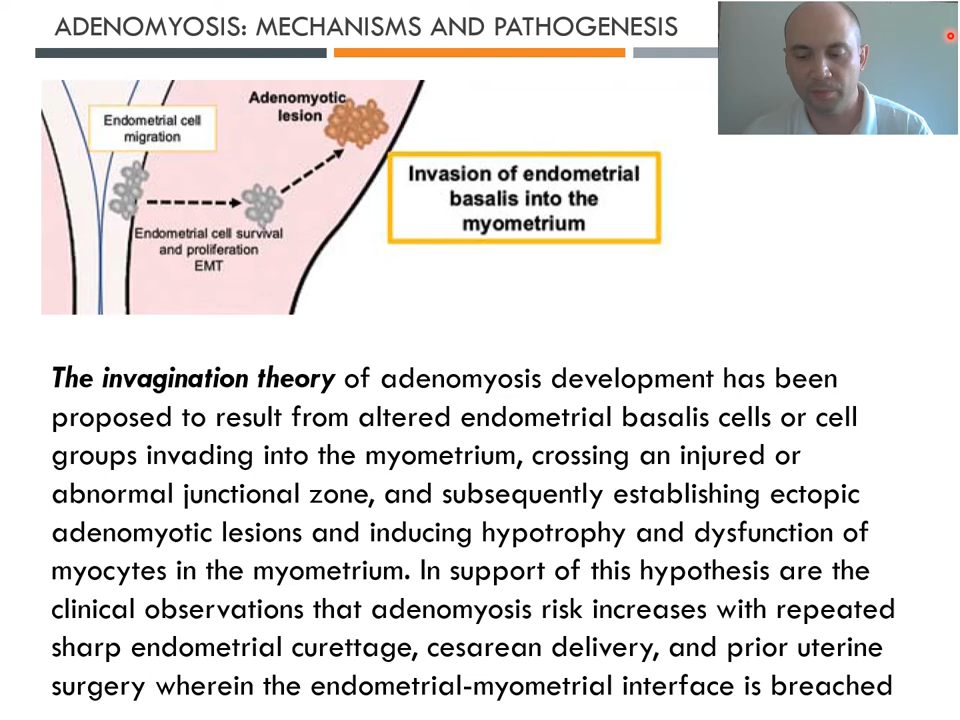 ADENOMYOSIS: MECHANISMS AND PATHOGENESIS
Endometrial cell
migration
Adenomyotic
lesion
Endometrial cell survival
and proliferation
EMT
Invasion of endometrial
basalis into the
myometrium
The invagination theory of adenomyosis development has been
proposed to result from altered endometrial basalis cells or cell
groups invading into the myometrium, crossing an injured or
abnormal junctional zone, and subsequently establishing ectopic
adenomyotic lesions and inducing hypotrophy and dysfunction of
myocytes in the myometrium. In support of this hypothesis are the
clinical observations that adenomyosis risk increases with repeated
sharp endometrial curettage, cesarean delivery, and prior uterine
surgery wherein the endometrial-myometrial interface is breached